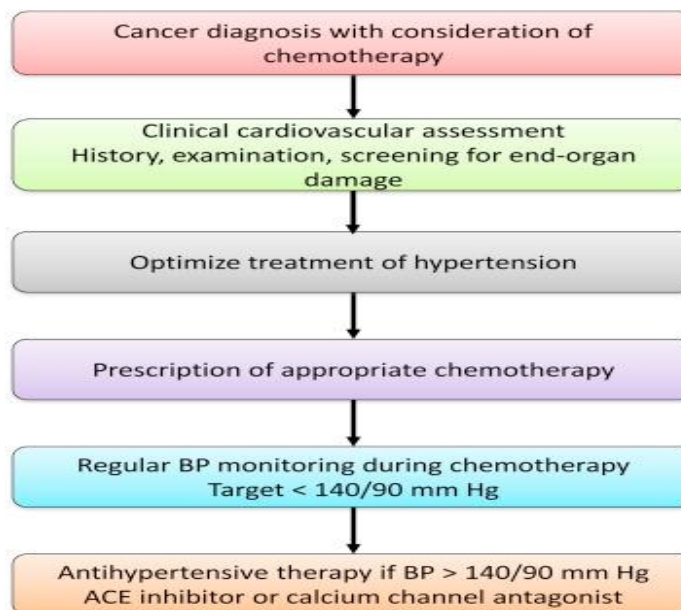 Cancer diagnosis with consideration of
chemotherapy
Clinical cardiovascular assessment
History, examination, screening for end-organ
damage
Optimize treatment of hypertension
Prescription of appropriate chemotherapy
Regular BP monitoring during chemotherapy
Target < 140/90 mm Hg
Antihypertensive therapy if BP > 140/90 mm Hg
ACE inhibitor or calcium channel antagonist